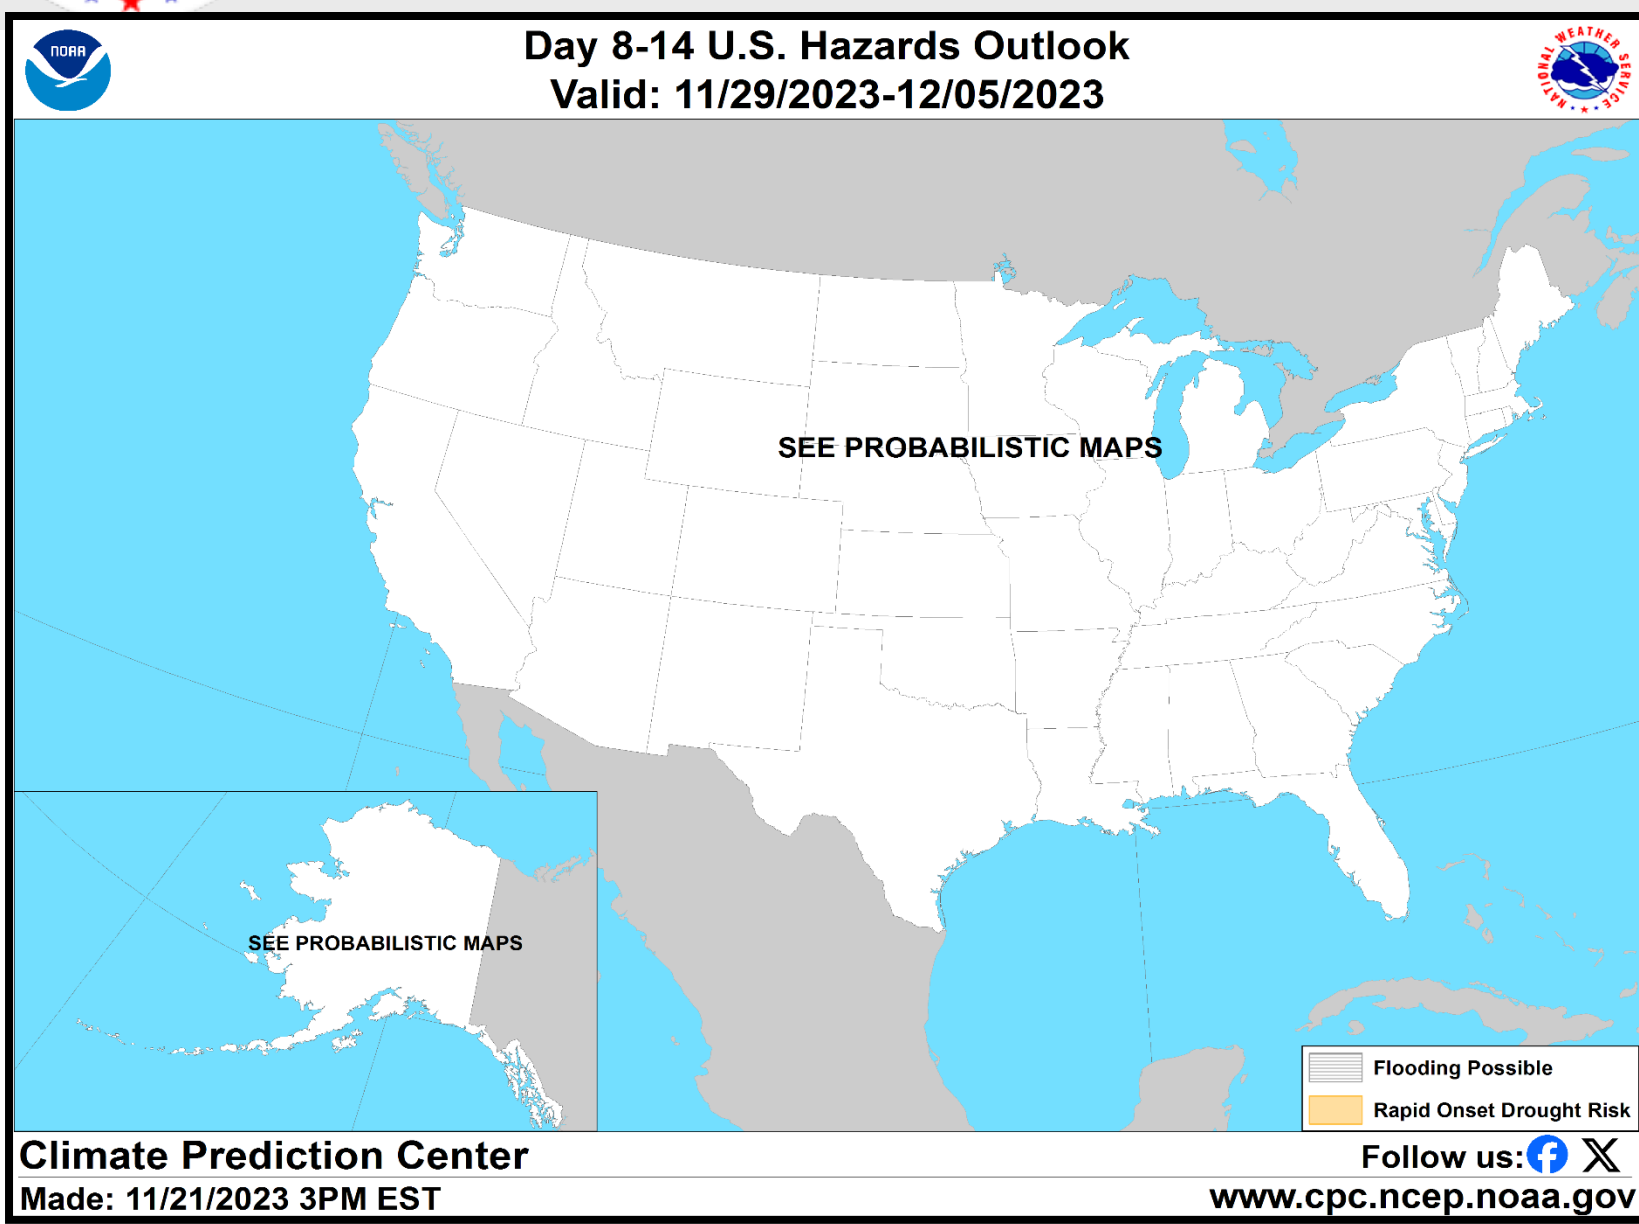 Day 8-14 U.S. Hazards Outlook
Valid: 11/29/2023-12/05/2023
NOAA
NATIONAL WEATHER SERVICE
SEE PROBABILISTIC MAPS
SEE PROBABILISTIC MAPS
Flooding Possible
Rapid Onset Drought Risk
Climate Prediction Center
Follow us:
Made: 11/21/2023 3PM EST
www.cpc.ncep.noaa.gov